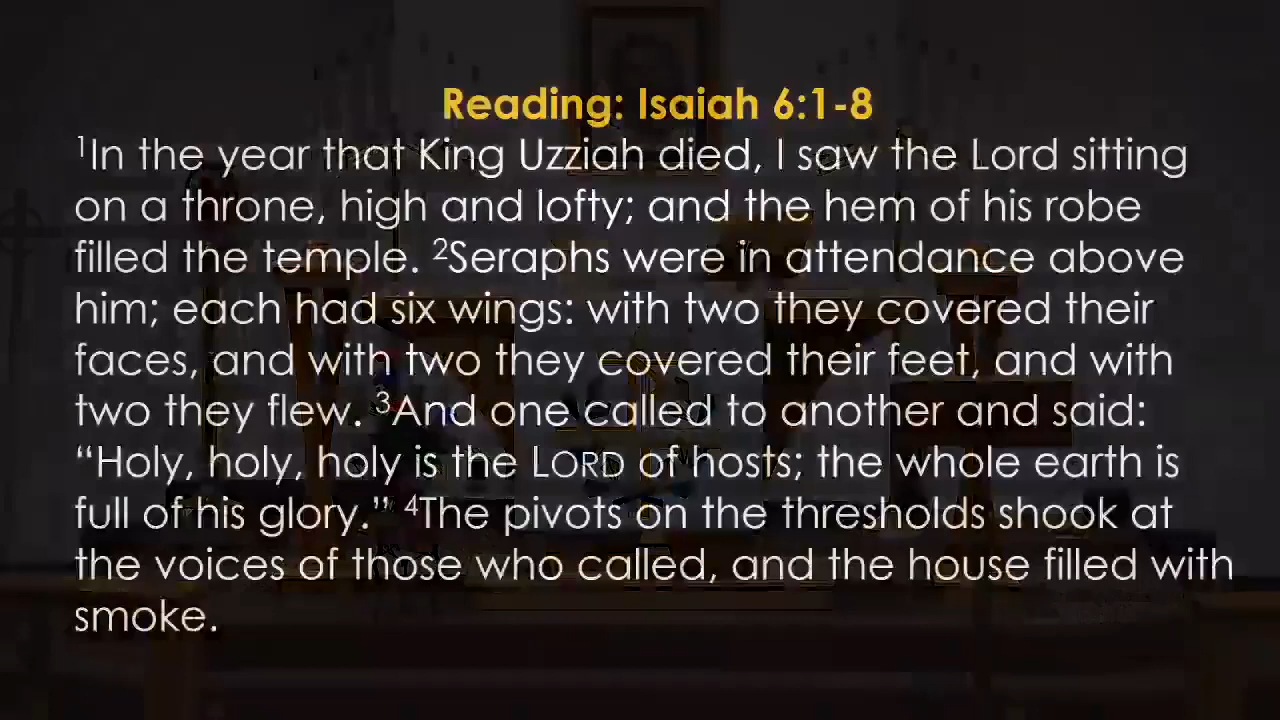 Reading: Isaiah 6:1-8
¹In the year that King Uzziah died, I saw the Lord sitting
on a throne, high and lofty; and the hem of his robe
filled the temple. ²Seraphs were in attendance above
him; each had six wings: with two they covered their
faces, and with two they covered their feet, and with
two they flew. ³And one called to another and said:
“Holy, holy, holy is the LORD of hosts; the whole earth is
full of his glory.” ⁴The pivots on the thresholds shook at
the voices of those who called, and the house filled with
smoke.